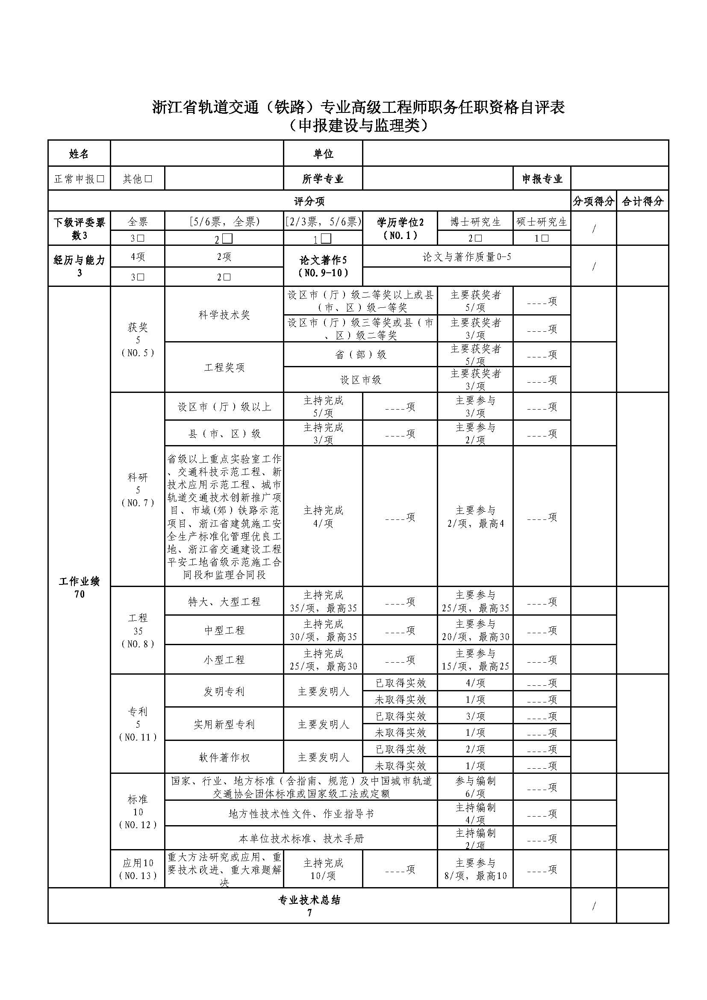 浙江省轨道交通（铁路）专业高级工程师职务任职资格自评表
（申报建设与监理类）
姓名
单位
正常申报□
其他□
所学专业
申报专业
评分项
分项得分
合计得分
下级评委票
数3
全票
[5/6票，全票)
[2/3票，5/6票)
学历学位2
（NO.1）
博士研究生
硕士研究生
/
3□
2□
1□
2□
1□
经历与能力
3
4项
2项
论文著作5
（NO.9-10）
论文与著作质量0-5
/
3□
2□
工作业绩
70
获奖
5
（NO.5）
科学技术奖
设区市（厅）级二等奖以上或县
（市、区）级一等奖
主要获奖者
5/项
----项
设区市（厅）级三等奖或县（市
、区）级二等奖
主要获奖者
3/项
----项
工程奖项
省（部）级
主要获奖者
5/项
----项
设区市级
主要获奖者
3/项
----项
科研
5
（NO.7）
设区市（厅）级以上
主持完成
5/项
----项
主要参与
3/项
----项
县（市、区）级
主持完成
3/项
----项
主要参与
2/项
----项
省级以上重点实验室工作
、交通科技示范工程、新
技术应用示范工程、城市
轨道交通技术创新推广项
目、市域(郊）铁路示范
项目、浙江省建筑施工安
全生产标准化管理优良工
地、浙江省交通建设工程
平安工地省级示范施工合
同段和监理合同段
主持完成
4/项
----项
主要参与
2/项，最高4
----项
工程
35
（NO.8）
特大、大型工程
主持完成
35/项，最高35
----项
主要参与
25/项，最高35
----项
中型工程
主持完成
30/项，最高35
----项
主要参与
20/项，最高30
----项
小型工程
主持完成
25/项，最高30
----项
主要参与
15/项，最高25
----项
专利
5
（NO.11）
发明专利
主要发明人
已取得实效
4/项
----项
未取得实效
1/项
----项
实用新型专利
主要发明人
已取得实效
3/项
----项
未取得实效
1/项
----项
软件著作权
主要发明人
已取得实效
2/项
----项
未取得实效
1/项
----项
标准
10
（NO.12）
国家、行业、地方标准（含指南、规范）及中国城市轨道
交通协会团体标准或国家级工法或定额
参与编制
6/项
----项
地方性技术性文件、作业指导书
主持编制
4/项
----项
本单位技术标准、技术手册
主持编制
2/项
----项
应用10
（NO.13）
重大方法研究或应用、重
要技术改进、重大难题解
决
主持完成
10/项
----项
主要参与
8/项，最高10
----项
专业技术总结
7
/